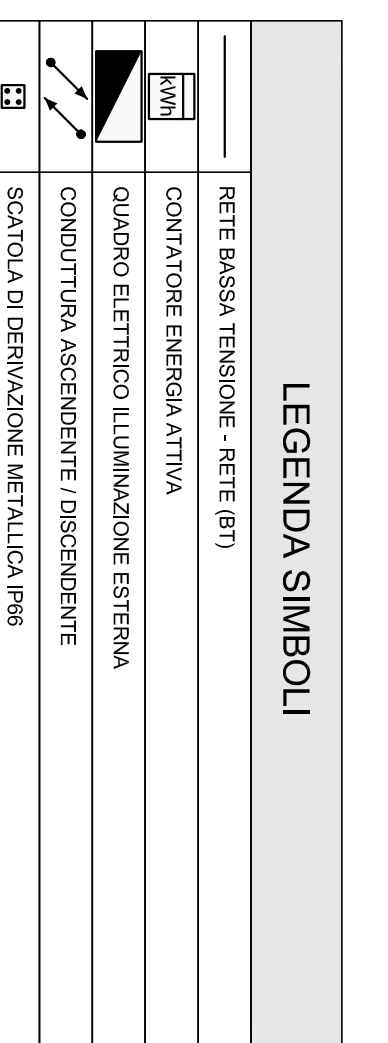 LEGENDA SIMBOLI
RETE BASSA TENSIONE - RETE (BT)
kWh
CONTATORE ENERGIA ATTIVA
QUADRO ELETTRICO ILLUMINAZIONE ESTERNA
CONDUTTURA ASCENDENTE / DISCENDENTE
SCATOLA DI DERIVAZIONE METALLICA IP66